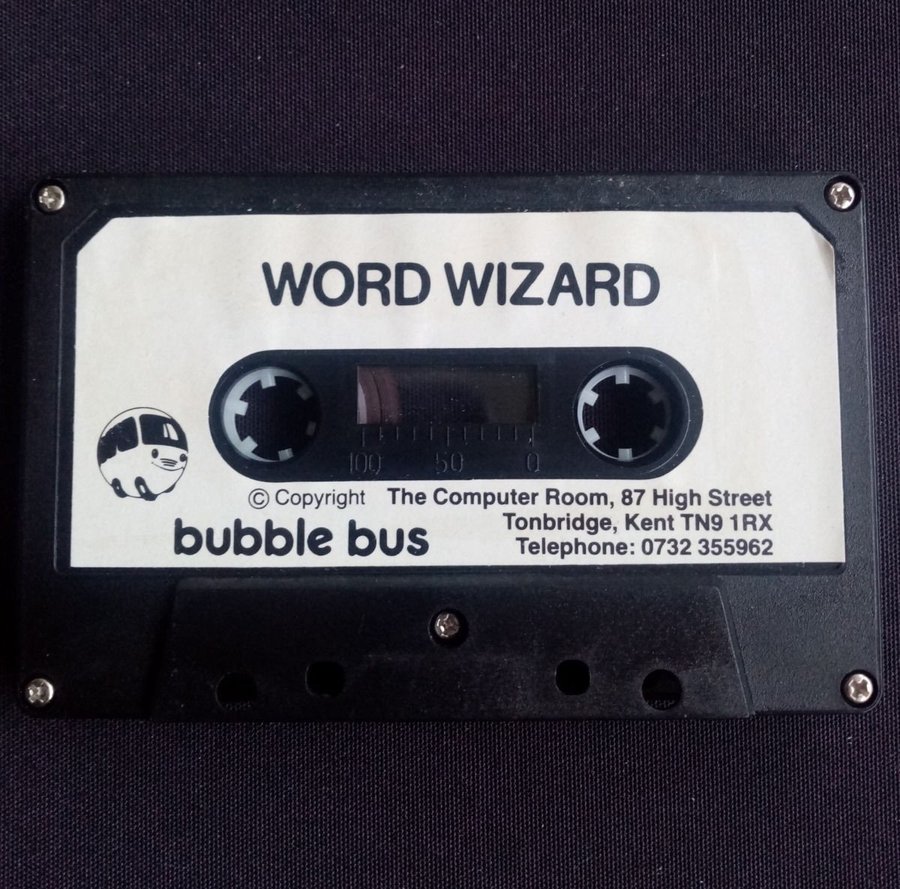 WORD WIZARD
100 50 0
© Copyright The Computer Room, 87 High Street
bubble bus Tonbridge, Kent TN9 1RX
Telephone: 0732 355962